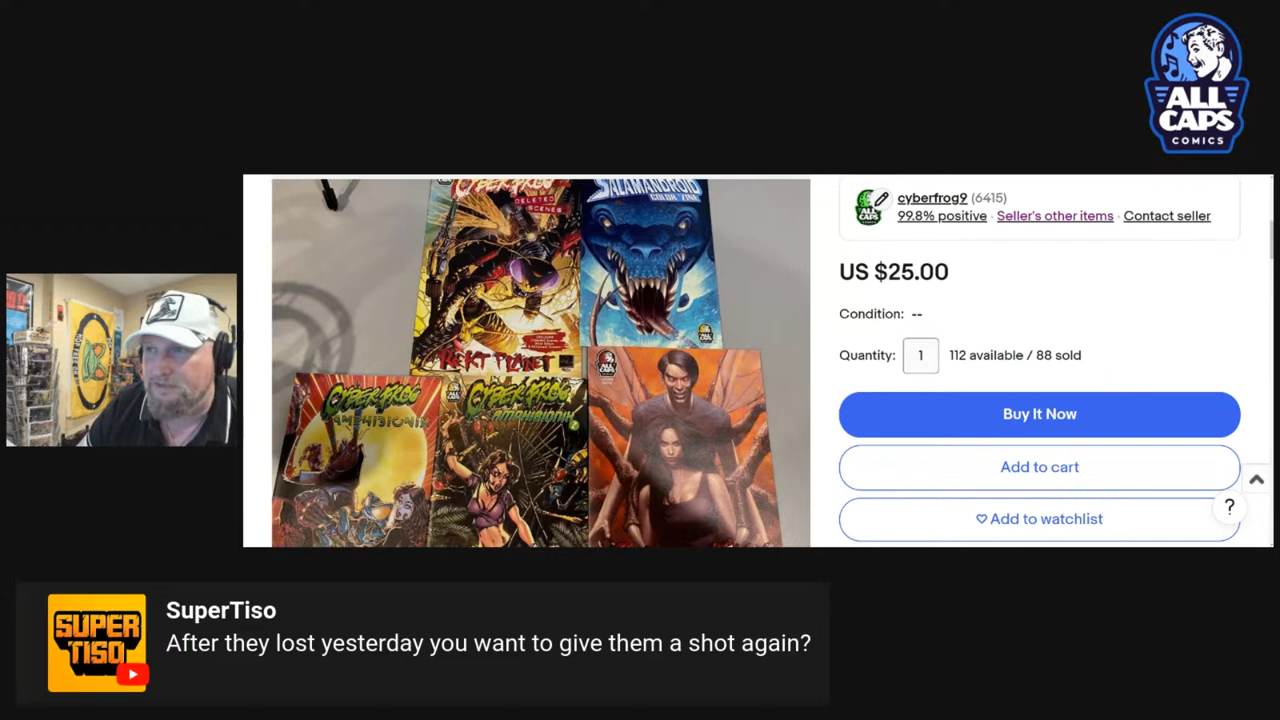 ALL
CAPS
COMICS
CYBERFROG
DELETED
SCENES
SALAMANDROID
COLOR ZINE
NEXT PLANET
CYBERFROG
AMPHIBIONIX
CYBERFROG
AMPHIBIONIX
cyberfrog9 (6415)
99.8% positive · Seller's other items · Contact seller
US $25.00
Condition: --
Quantity: 1 112 available / 88 sold
Buy It Now
Add to cart
Add to watchlist
?
SUPER
TISO
SuperTiso
After they lost yesterday you want to give them a shot again?